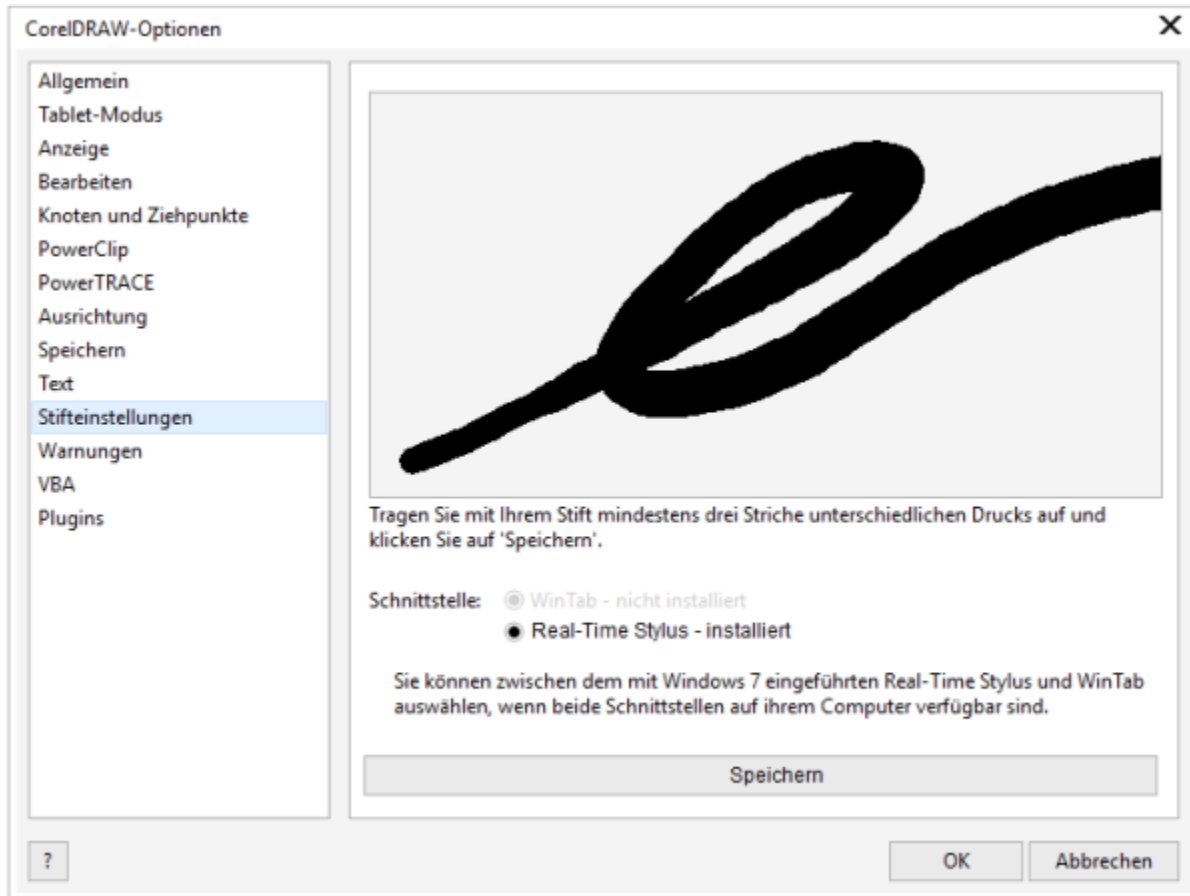 CorelDRAW-Optionen
Allgemein
Tablet-Modus
Anzeige
Bearbeiten
Knoten und Ziehpunkte
PowerClip
PowerTRACE
Ausrichtung
Speichern
Text
Stifteinstellungen
Warnungen
VBA
Plugins
Tragen Sie mit Ihrem Stift mindestens drei Striche unterschiedlichen Drucks auf und
klicken Sie auf 'Speichern'.
Schnittstelle: WinTab - nicht installiert
Real-Time Stylus - installiert
Sie können zwischen dem mit Windows 7 eingeführten Real-Time Stylus und WinTab
auswählen, wenn beide Schnittstellen auf ihrem Computer verfügbar sind.
Speichern
? OK Abbrechen